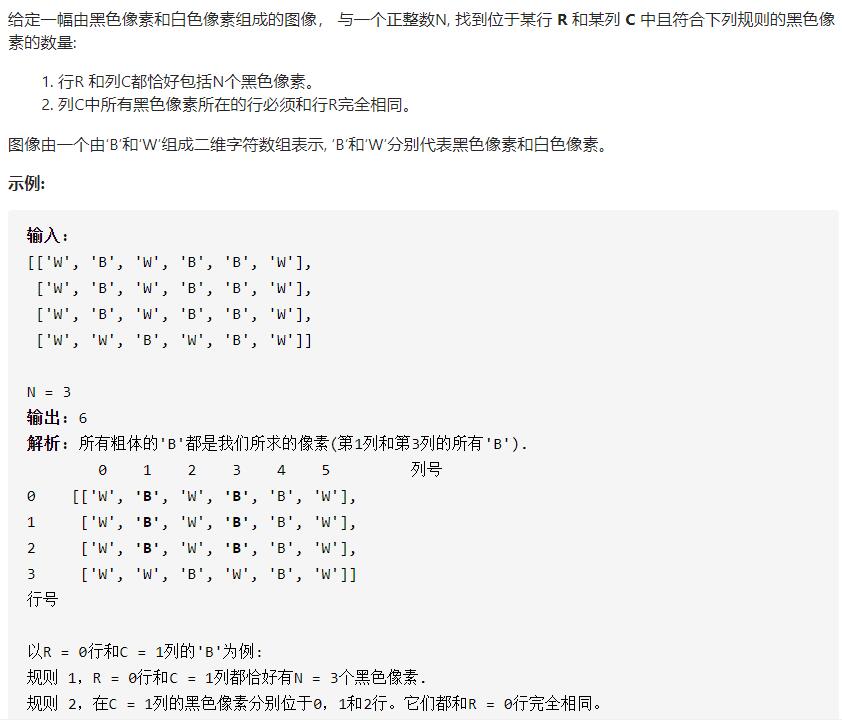 给定一幅由黑色像素和白色像素组成的图像， 与一个正整数N, 找到位于某行 R 和某列 C 中且符合下列规则的黑色像
素的数量:
1. 行R 和列C都恰好包括N个黑色像素。
2. 列C中所有黑色像素所在的行必须和行R完全相同。
图像由一个由‘B’和‘W’组成二维字符数组表示, ‘B’和‘W’分别代表黑色像素和白色像素。
示例:
输入:
[['W', 'B', 'W', 'B', 'B', 'W'],
['W', 'B', 'W', 'B', 'B', 'W'],
['W', 'B', 'W', 'B', 'B', 'W'],
['W', 'W', 'B', 'W', 'B', 'W']]
N = 3
输出: 6
解析: 所有粗体的'B'都是我们所求的像素(第1列和第3列的所有'B').
0 1 2 3 4 5 列号
0 [['W', 'B', 'W', 'B', 'B', 'W'],
1 ['W', 'B', 'W', 'B', 'B', 'W'],
2 ['W', 'B', 'W', 'B', 'B', 'W'],
3 ['W', 'W', 'B', 'W', 'B', 'W']]
行号
以R = 0行和C = 1列的'B'为例:
规则 1，R = 0行和C = 1列都恰好有N = 3个黑色像素.
规则 2，在C = 1列的黑色像素分别位于0，1和2行。它们都和R = 0行完全相同。